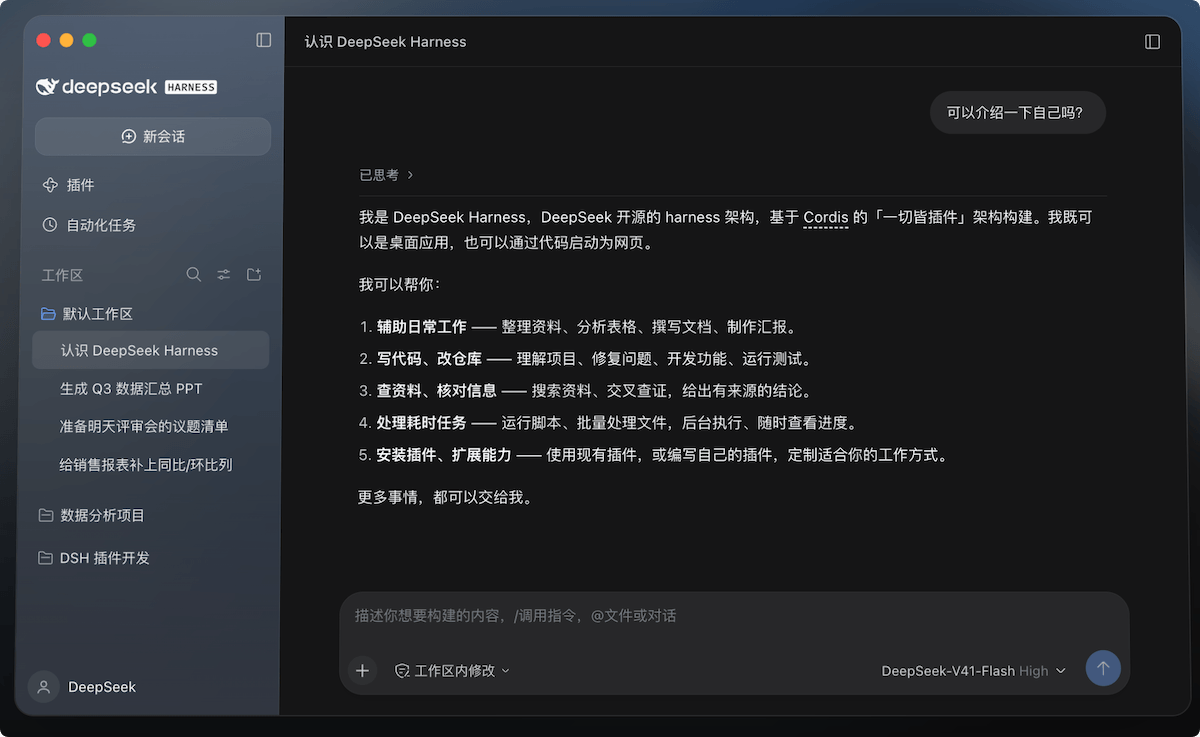 deepseek HARNESS
新会话
插件
自动化任务
工作区
默认工作区
认识 DeepSeek Harness
生成 Q3 数据汇总 PPT
准备明天评审会的议题清单
给销售报表补上同比/环比列
数据分析项目
DSH 插件开发
DeepSeek
认识 DeepSeek Harness
可以介绍一下自己吗?
已思考
我是 DeepSeek Harness，DeepSeek 开源的 harness 架构，基于 Cordis 的「一切皆插件」架构构建。我既可
以是桌面应用，也可以通过代码启动为网页。
我可以帮你：
1. 辅助日常工作 —— 整理资料、分析表格、撰写文档、制作汇报。
2. 写代码、改仓库 —— 理解项目、修复问题、开发功能、运行测试。
3. 查资料、核对信息 —— 搜索资料、交叉查证，给出有来源的结论。
4. 处理耗时任务 —— 运行脚本、批量处理文件，后台执行、随时查看进度。
5. 安装插件、扩展能力 —— 使用现有插件，或编写自己的插件，定制适合你的工作方式。
更多事情，都可以交给我。
描述你想要构建的内容，/调用指令，@文件或对话
工作区内修改
DeepSeek-V41-Flash High